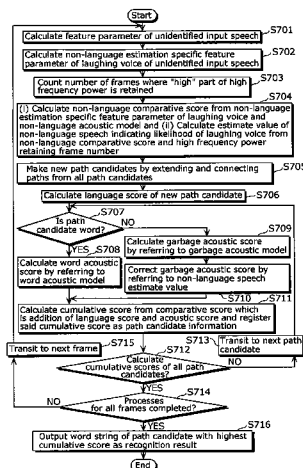 Start
Calculate feature parameter of unidentified input speech
S701
Calculate non-language estimation specific feature
parameter of laughing voice of unidentified input speech
S702
Count number of frames where "high" part of high
frequency power is retained
S703
S704
(i) Calculate non-language comparative score from non-language
estimation specific feature parameter of laughing voice and
non-language acoustic model and (ii) Calculate estimate value of
non-language speech indicating likelihood of laughing voice from
non-language comparative score and high frequency power
retaining frame number
Make new path candidates by extending and connecting
paths from all path candidates
S705
Calculate language score of new path candidate
S706
S707
Is path
candidate word?
NO
S709
Calculate garbage acoustic score
by referring to garbage acoustic model
YES
S708
Calculate word acoustic
score by referring to
word acoustic model
Correct garbage acoustic score by
referring to non-language speech
estimate value
S710
S711
Calculate cumulative score from comparative score which
is addition of language score and acoustic score and register
said cumulative score as path candidate information
S715
Transit to next frame
S712
Calculate
cumulative scores of all path
candidates?
S713
Transit to next path
candidate
NO
YES
S714
NO
Processes
for all frames completed?
YES
S716
Output word string of path candidate with highest
cumulative score as recognition result
End